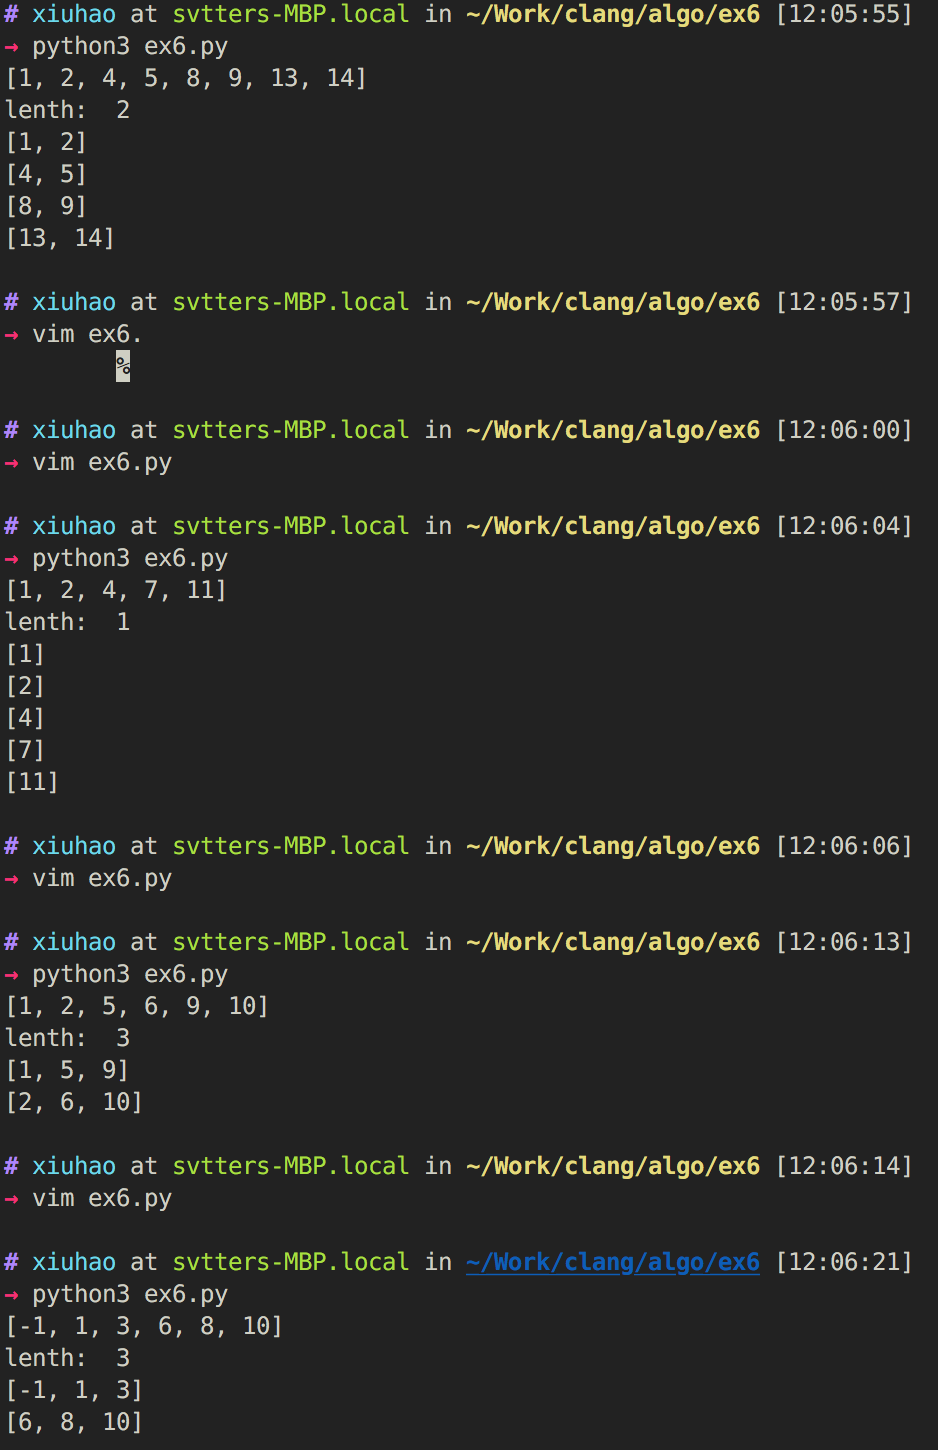 # xiuhao at svtters-MBP.local in ~/Work/clang/algo/ex6 [12:05:55]
→ python3 ex6.py
[1, 2, 4, 5, 8, 9, 13, 14]
lenth:  2
[1, 2]
[4, 5]
[8, 9]
[13, 14]
# xiuhao at svtters-MBP.local in ~/Work/clang/algo/ex6 [12:05:57]
→ vim ex6.
%
# xiuhao at svtters-MBP.local in ~/Work/clang/algo/ex6 [12:06:00]
→ vim ex6.py
# xiuhao at svtters-MBP.local in ~/Work/clang/algo/ex6 [12:06:04]
→ python3 ex6.py
[1, 2, 4, 7, 11]
lenth:  1
[1]
[2]
[4]
[7]
[11]
# xiuhao at svtters-MBP.local in ~/Work/clang/algo/ex6 [12:06:06]
→ vim ex6.py
# xiuhao at svtters-MBP.local in ~/Work/clang/algo/ex6 [12:06:13]
→ python3 ex6.py
[1, 2, 5, 6, 9, 10]
lenth:  3
[1, 5, 9]
[2, 6, 10]
# xiuhao at svtters-MBP.local in ~/Work/clang/algo/ex6 [12:06:14]
→ vim ex6.py
# xiuhao at svtters-MBP.local in ~/Work/clang/algo/ex6 [12:06:21]
→ python3 ex6.py
[-1, 1, 3, 6, 8, 10]
lenth:  3
[-1, 1, 3]
[6, 8, 10]